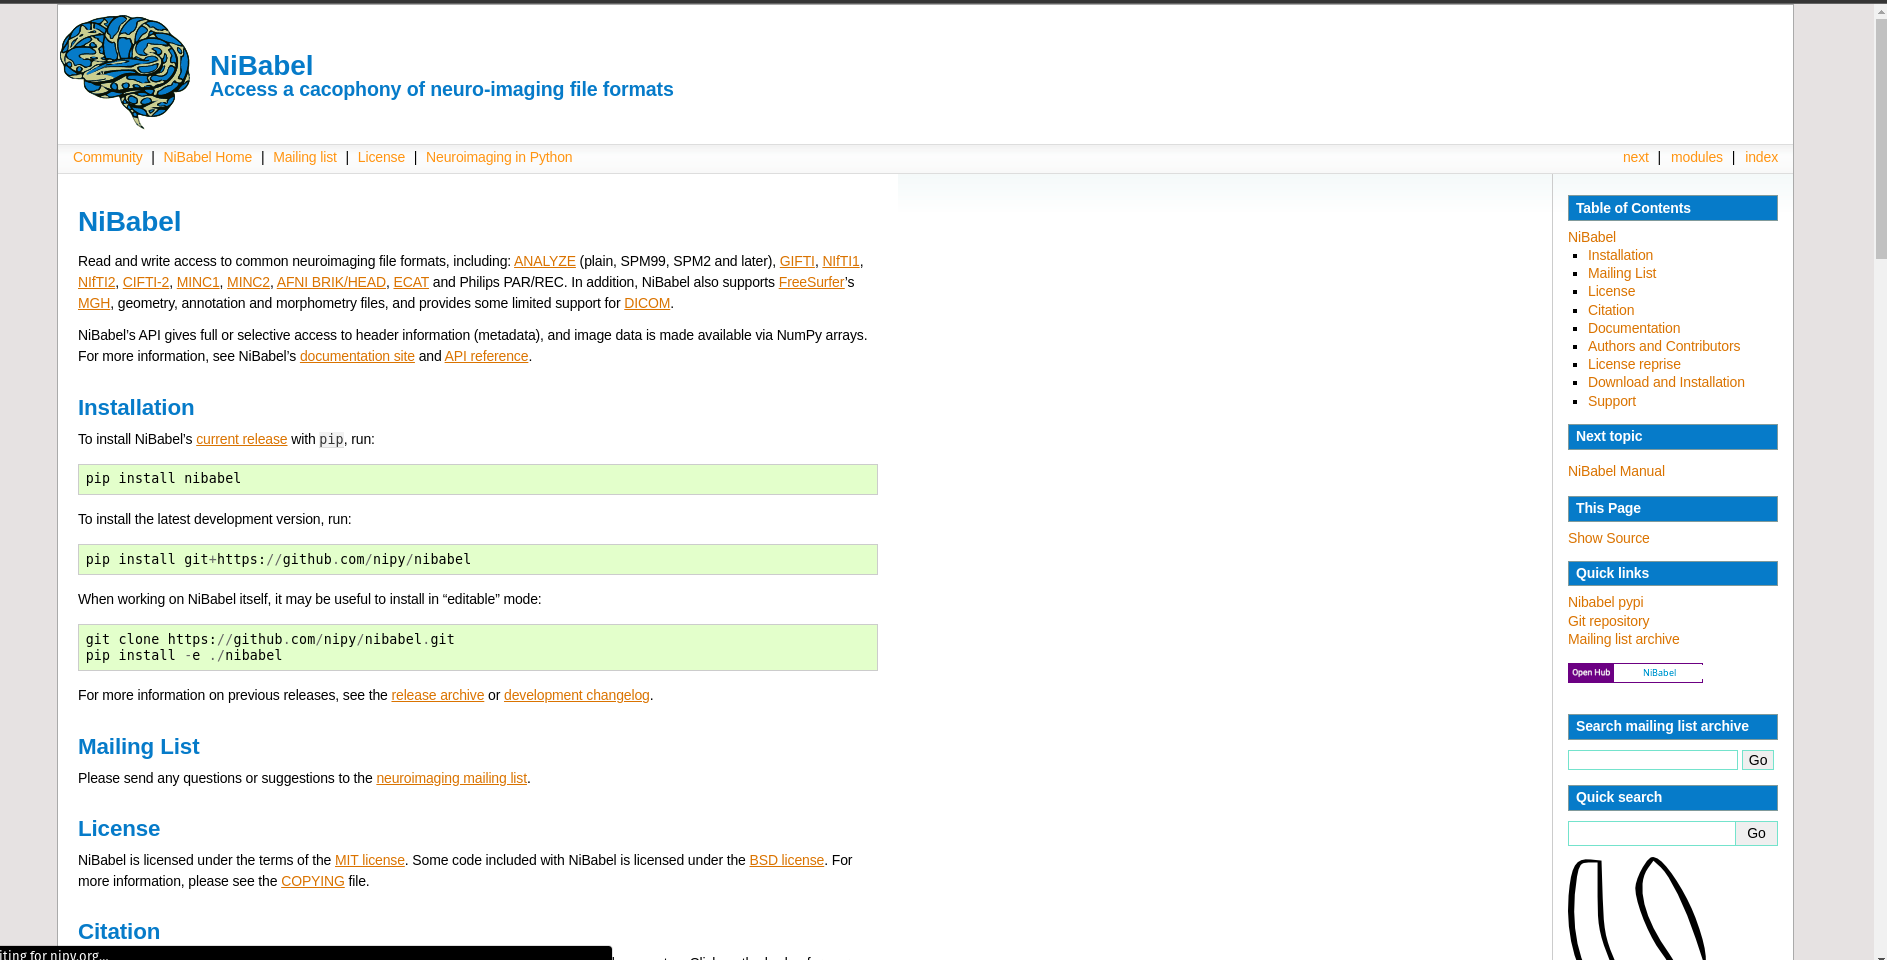 NiBabel
Access a cacophony of neuro-imaging file formats
Community | NiBabel Home | Mailing list | License | Neuroimaging in Python
next | modules | index
NiBabel
Read and write access to common neuroimaging file formats, including: ANALYZE (plain, SPM99, SPM2 and later), GIFTI, NIfTI1,
NIfTI2, CIFTI-2, MINC1, MINC2, AFNI BRIK/HEAD, ECAT and Philips PAR/REC. In addition, NiBabel also supports FreeSurfer’s
MGH, geometry, annotation and morphometry files, and provides some limited support for DICOM.
NiBabel’s API gives full or selective access to header information (metadata), and image data is made available via NumPy arrays.
For more information, see NiBabel’s documentation site and API reference.
Installation
To install NiBabel’s current release with pip, run:
pip install nibabel
To install the latest development version, run:
pip install git+https://github.com/nipy/nibabel
When working on NiBabel itself, it may be useful to install in “editable” mode:
git clone https://github.com/nipy/nibabel.git
pip install -e ./nibabel
For more information on previous releases, see the release archive or development changelog.
Mailing List
Please send any questions or suggestions to the neuroimaging mailing list.
License
NiBabel is licensed under the terms of the MIT license. Some code included with NiBabel is licensed under the BSD license. For
more information, please see the COPYING file.
Citation
iting for nipy.org...
Table of Contents
NiBabel
Installation
Mailing List
License
Citation
Documentation
Authors and Contributors
License reprise
Download and Installation
Support
Next topic
NiBabel Manual
This Page
Show Source
Quick links
Nibabel pypi
Git repository
Mailing list archive
Open Hub NiBabel
Search mailing list archive
Go
Quick search
Go